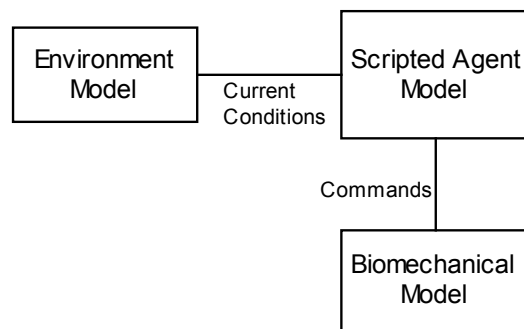 Environment
Model
Current
Conditions
Scripted Agent
Model
Commands
Biomechanical
Model